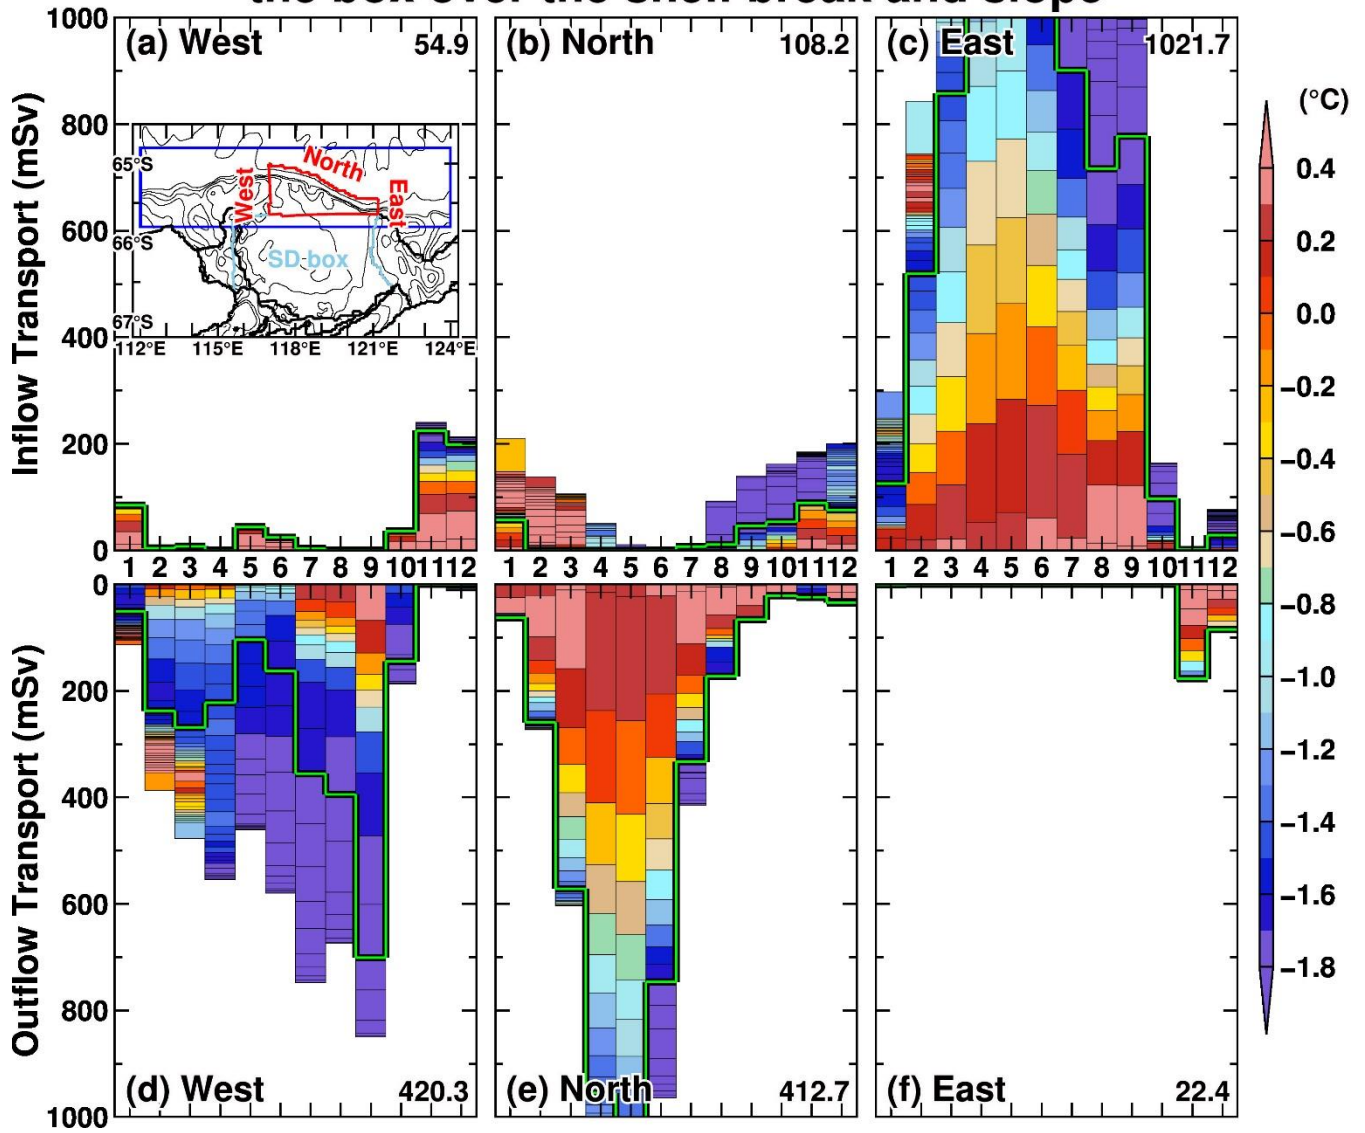 the box over the shelf break and slope
(a) West 54.9
(b) North 108.2
(c) East 1021.7
(°C)
Inflow Transport (mSv)
1000
800
600
400
200
0
65°S
66°S
67°S
112°E 115°E 118°E 121°E 124°E
West
North
East
SD box
0.4
0.2
0.0
−0.2
−0.4
−0.6
−0.8
−1.0
−1.2
−1.4
−1.6
−1.8
1 2 3 4 5 6 7 8 9 10 11 12
1 2 3 4 5 6 7 8 9 10 11 12
1 2 3 4 5 6 7 8 9 10 11 12
Outflow Transport (mSv)
0
200
400
600
800
1000
(d) West 420.3
(e) North 412.7
(f) East 22.4